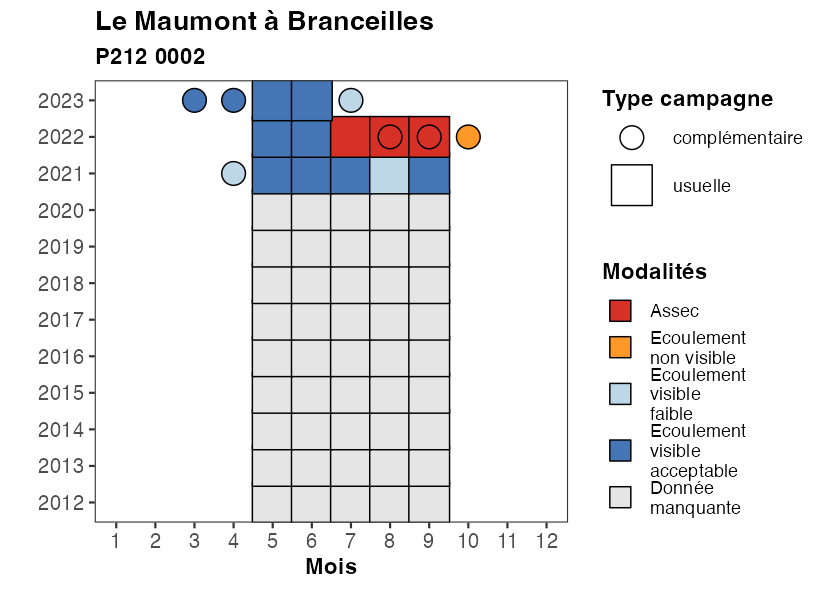 Le Maumont à Branceilles
P212 0002
2023
2022
2021
2020
2019
2018
2017
2016
2015
2014
2013
2012
1 2 3 4 5 6 7 8 9 10 11 12
Mois
Type campagne
complémentaire
usuelle
Modalités
Assec
Ecoulement
non visible
Ecoulement
visible
faible
Ecoulement
visible
acceptable
Donnée
manquante